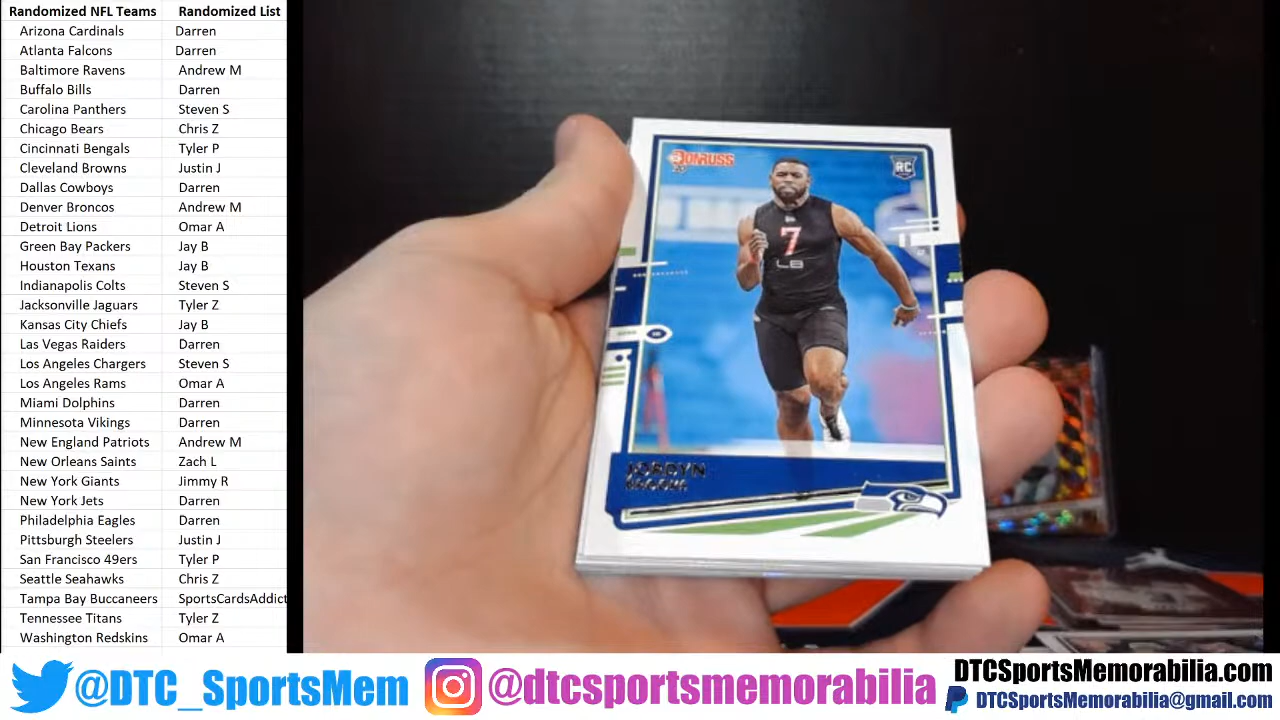 Randomized NFL Teams Randomized List
Arizona Cardinals Darren
Atlanta Falcons Darren
Baltimore Ravens Andrew M
Buffalo Bills Darren
Carolina Panthers Steven S
Chicago Bears Chris Z
Cincinnati Bengals Tyler P
Cleveland Browns Justin J
Dallas Cowboys Darren
Denver Broncos Andrew M
Detroit Lions Omar A
Green Bay Packers Jay B
Houston Texans Jay B
Indianapolis Colts Steven S
Jacksonville Jaguars Tyler Z
Kansas City Chiefs Jay B
Las Vegas Raiders Darren
Los Angeles Chargers Steven S
Los Angeles Rams Omar A
Miami Dolphins Darren
Minnesota Vikings Darren
New England Patriots Andrew M
New Orleans Saints Zach L
New York Giants Jimmy R
New York Jets Darren
Philadelphia Eagles Darren
Pittsburgh Steelers Justin J
San Francisco 49ers Tyler P
Seattle Seahawks Chris Z
Tampa Bay Buccaneers SportsCardsAddict
Tennessee Titans Tyler Z
Washington Redskins Omar A
DONRUSS
RC
7
LB
JORDYN
BROOKS
@DTC_SportsMem
@dtcsportsmemorabilia
DTCSportsMemorabilia.com
DTCSportsMemorabilia@gmail.com